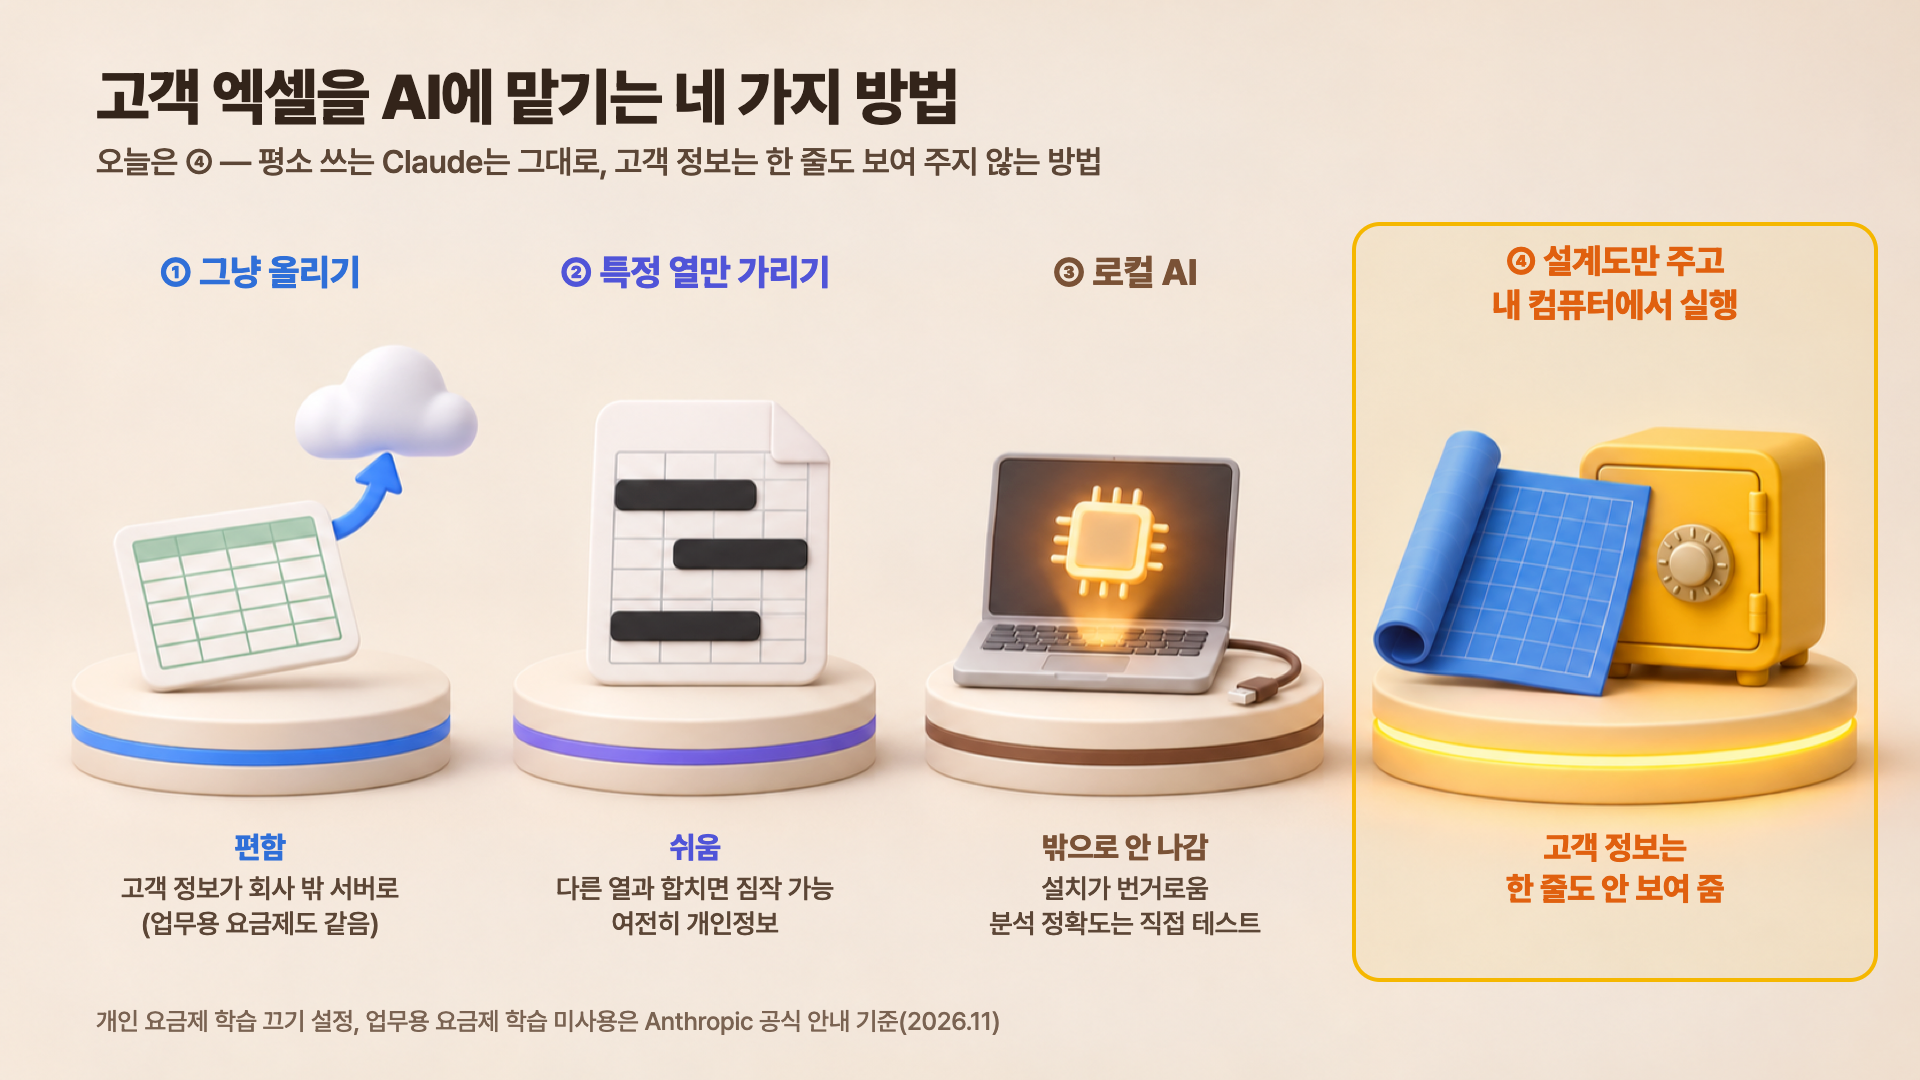 고객 엑셀을 AI에 맡기는 네 가지 방법
오늘은 ④ — 평소 쓰는 Claude는 그대로, 고객 정보는 한 줄도 보여 주지 않는 방법
① 그냥 올리기
② 특정 열만 가리기
③ 로컬 AI
④ 설계도만 주고
내 컴퓨터에서 실행
편함
고객 정보가 회사 밖 서버로
(업무용 요금제도 같음)
쉬움
다른 열과 합치면 짐작 가능
여전히 개인정보
밖으로 안 나감
설치가 번거로움
분석 정확도는 직접 테스트
고객 정보는
한 줄도 안 보여 줌
개인 요금제 학습 끄기 설정, 업무용 요금제 학습 미사용은 Anthropic 공식 안내 기준(2026.11)